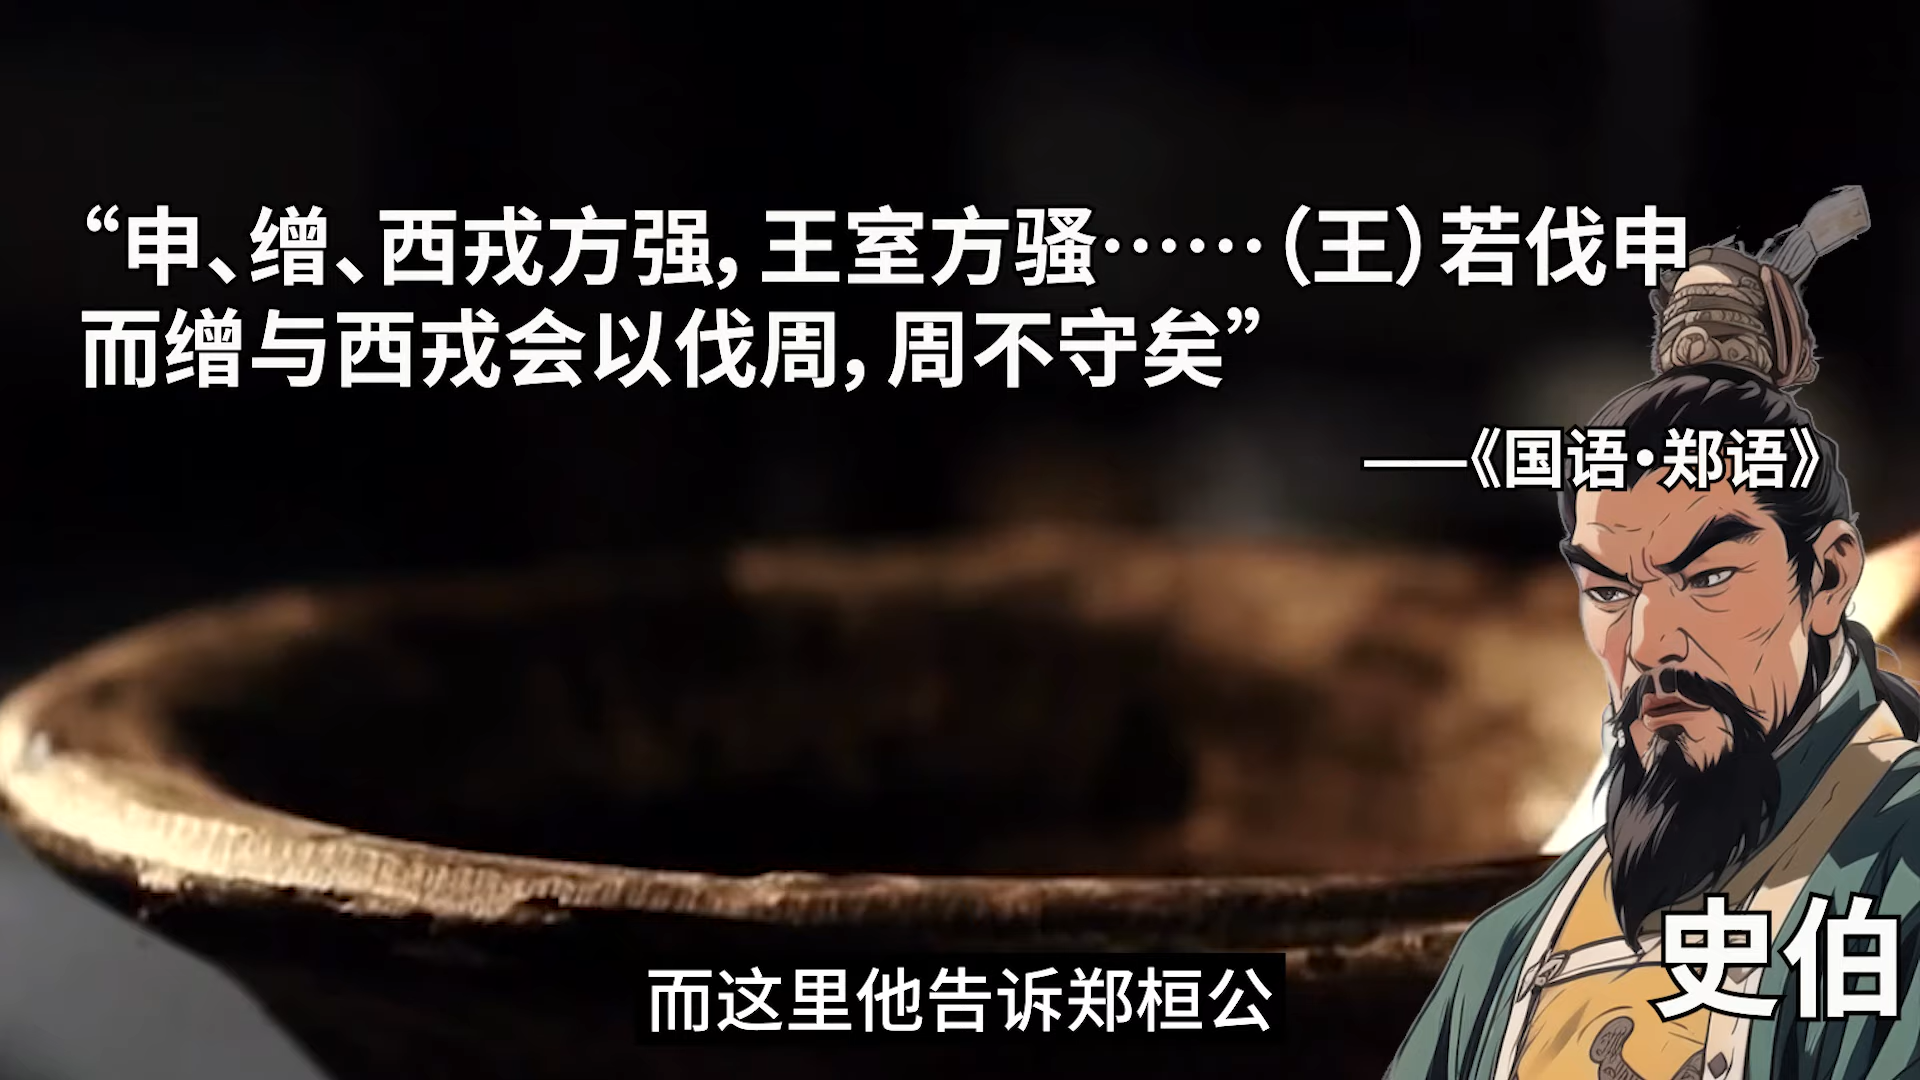 “申、缯、西戎方强，王室方骚……（王）若伐申
而缯与西戎会以伐周，周不守矣”
——《国语·郑语》
史伯
而这里他告诉郑桓公